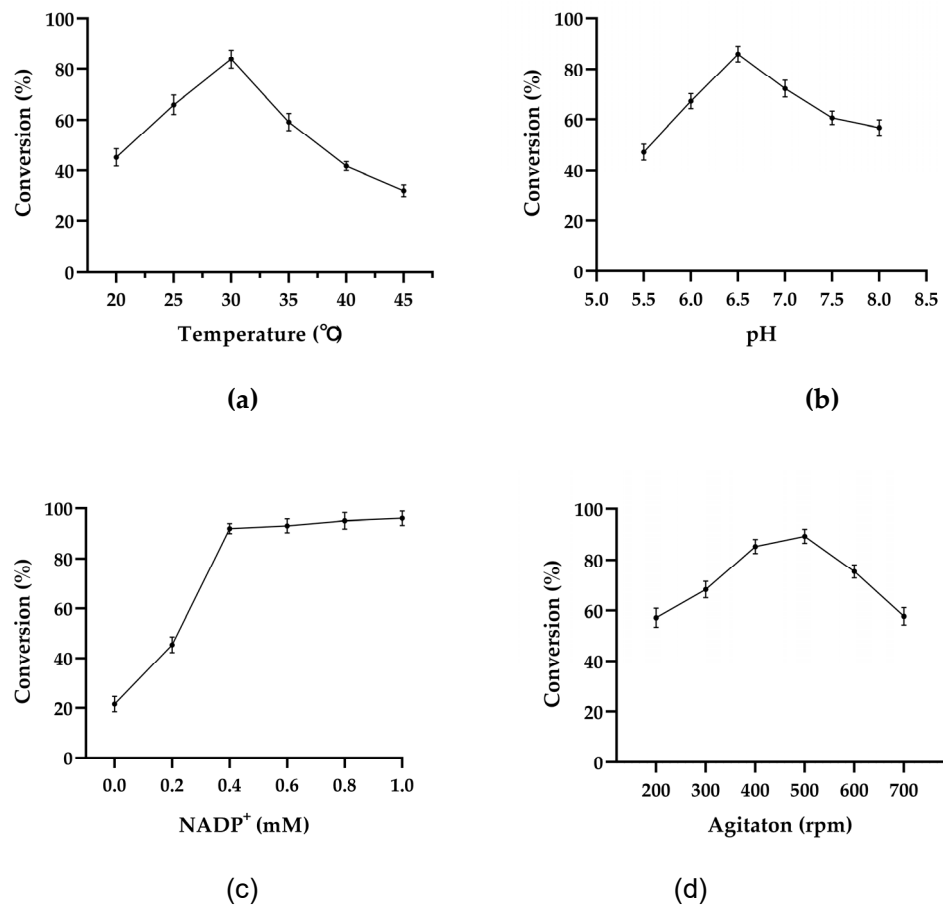 100
80
60
40
20
0
Conversion (%)
20 25 30 35 40 45
Temperature (℃)
(a)
100
80
60
40
20
0
Conversion (%)
5.0 5.5 6.0 6.5 7.0 7.5 8.0 8.5
pH
(b)
100
80
60
40
20
0
Conversion (%)
0.0 0.2 0.4 0.6 0.8 1.0
NADP⁺ (mM)
(c)
100
80
60
40
20
0
Conversion (%)
200 300 400 500 600 700
Agitaton (rpm)
(d)